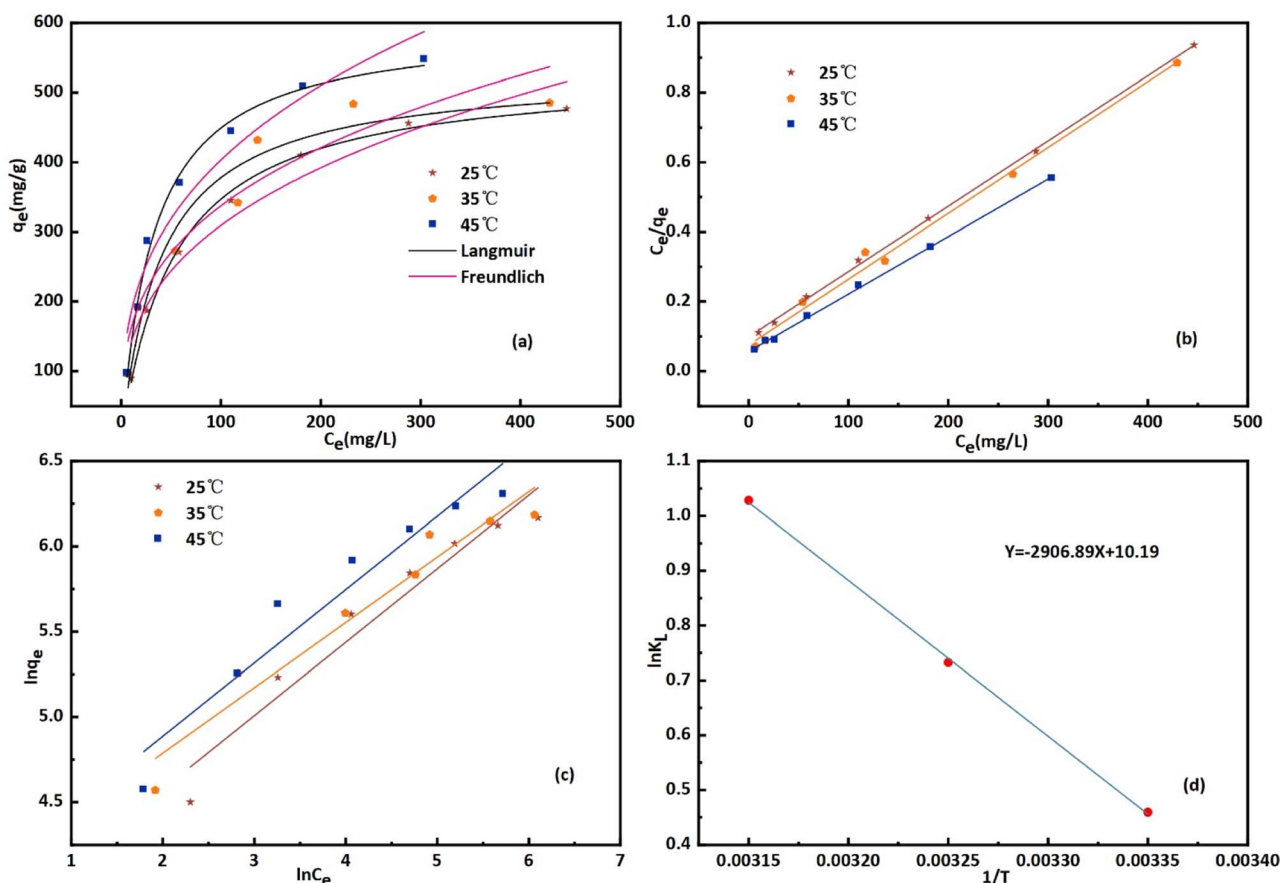 600
500
400
300
200
100
qe(mg/g)
25℃
35℃
45℃
Langmuir
Freundlich
(a)
0 100 200 300 400 500
Ce(mg/L)
1.0
0.8
0.6
0.4
0.2
0.0
Ce/qe
25℃
35℃
45℃
(b)
0 100 200 300 400 500
Ce(mg/L)
6.5
6.0
5.5
5.0
4.5
lnqe
25℃
35℃
45℃
(c)
1 2 3 4 5 6 7
lnCe
1.1
1.0
0.9
0.8
0.7
0.6
0.5
0.4
lnKL
Y=-2906.89X+10.19
(d)
0.00315 0.00320 0.00325 0.00330 0.00335 0.00340
1/T